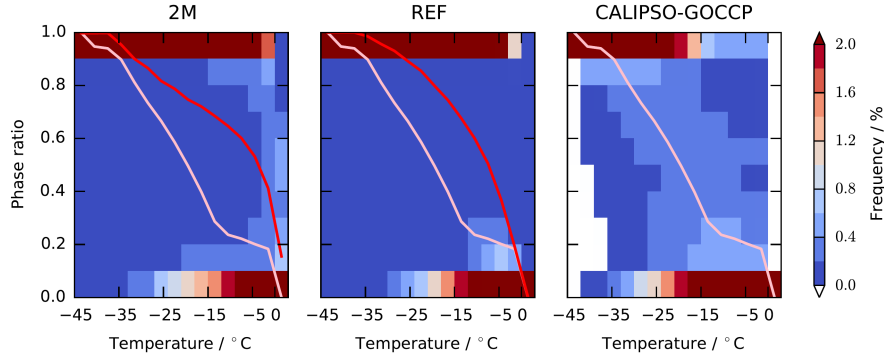 2M REF CALIPSO-GOCCP
1.0 2.0
0.8 1.6
0.6 1.2
0.4 0.8
0.2 0.4
0.0 0.0
Phase ratio
Frequency / %
−45 −35 −25 −15 −5 0 −45 −35 −25 −15 −5 0 −45 −35 −25 −15 −5 0
Temperature / °C Temperature / °C Temperature / °C